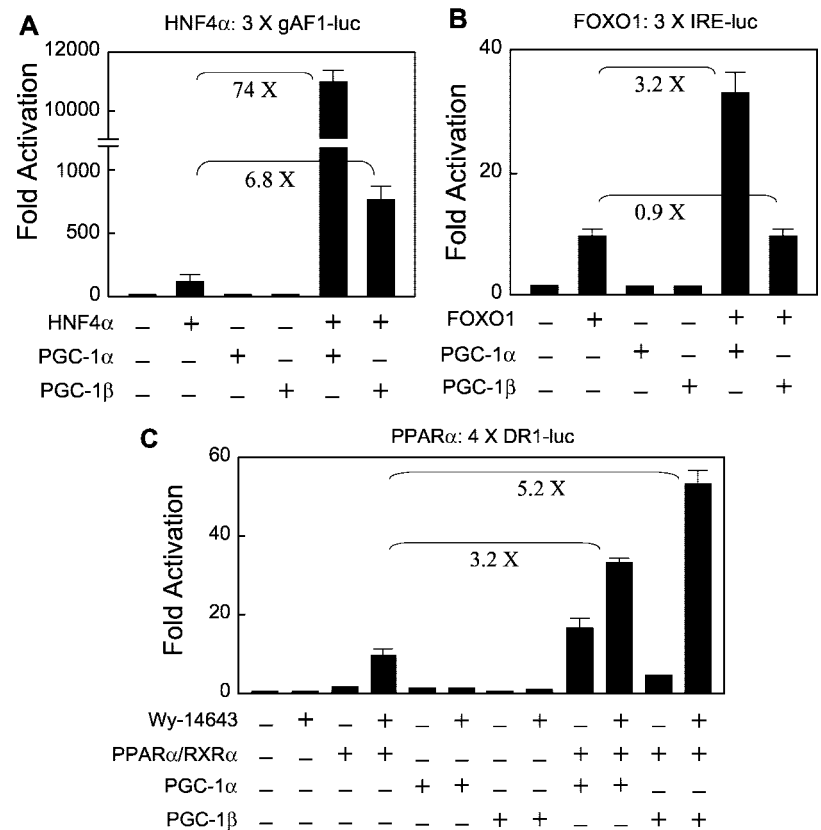 A
HNF4α: 3 X gAF1-luc
12000
10000
1000
500
0
Fold Activation
74 X
6.8 X
HNF4α – + – – + +
PGC-1α – – + – + –
PGC-1β – – – + – +
B
FOXO1: 3 X IRE-luc
40
20
0
Fold Activation
3.2 X
0.9 X
FOXO1 – + – – + +
PGC-1α – – + – + –
PGC-1β – – – + – +
C
PPARα: 4 X DR1-luc
60
40
20
0
Fold Activation
5.2 X
3.2 X
Wy-14643 – + – + – + – + – + – +
PPARα/RXRα – – + + – – – – + + + +
PGC-1α – – – – + + – – + + – –
PGC-1β – – – – – – + + – – + +